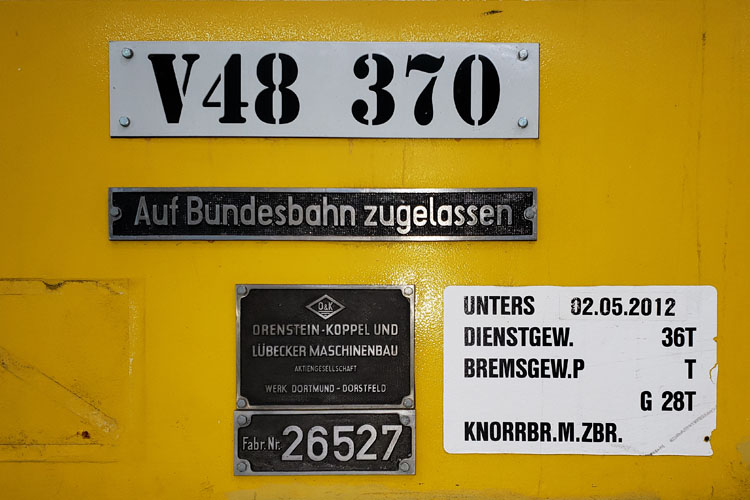 V48 370
Auf Bundesbahn zugelassen
O&K
ORENSTEIN-KOPPEL UND
LÜBECKER MASCHINENBAU
AKTIENGESELLSCHAFT
WERK DORTMUND-DORSTFELD
Fabr. Nr. 26527
UNTERS 02.05.2012
DIENSTGEW. 36T
BREMSGEW.P T
G 28T
KNORRBR.M.ZBR.